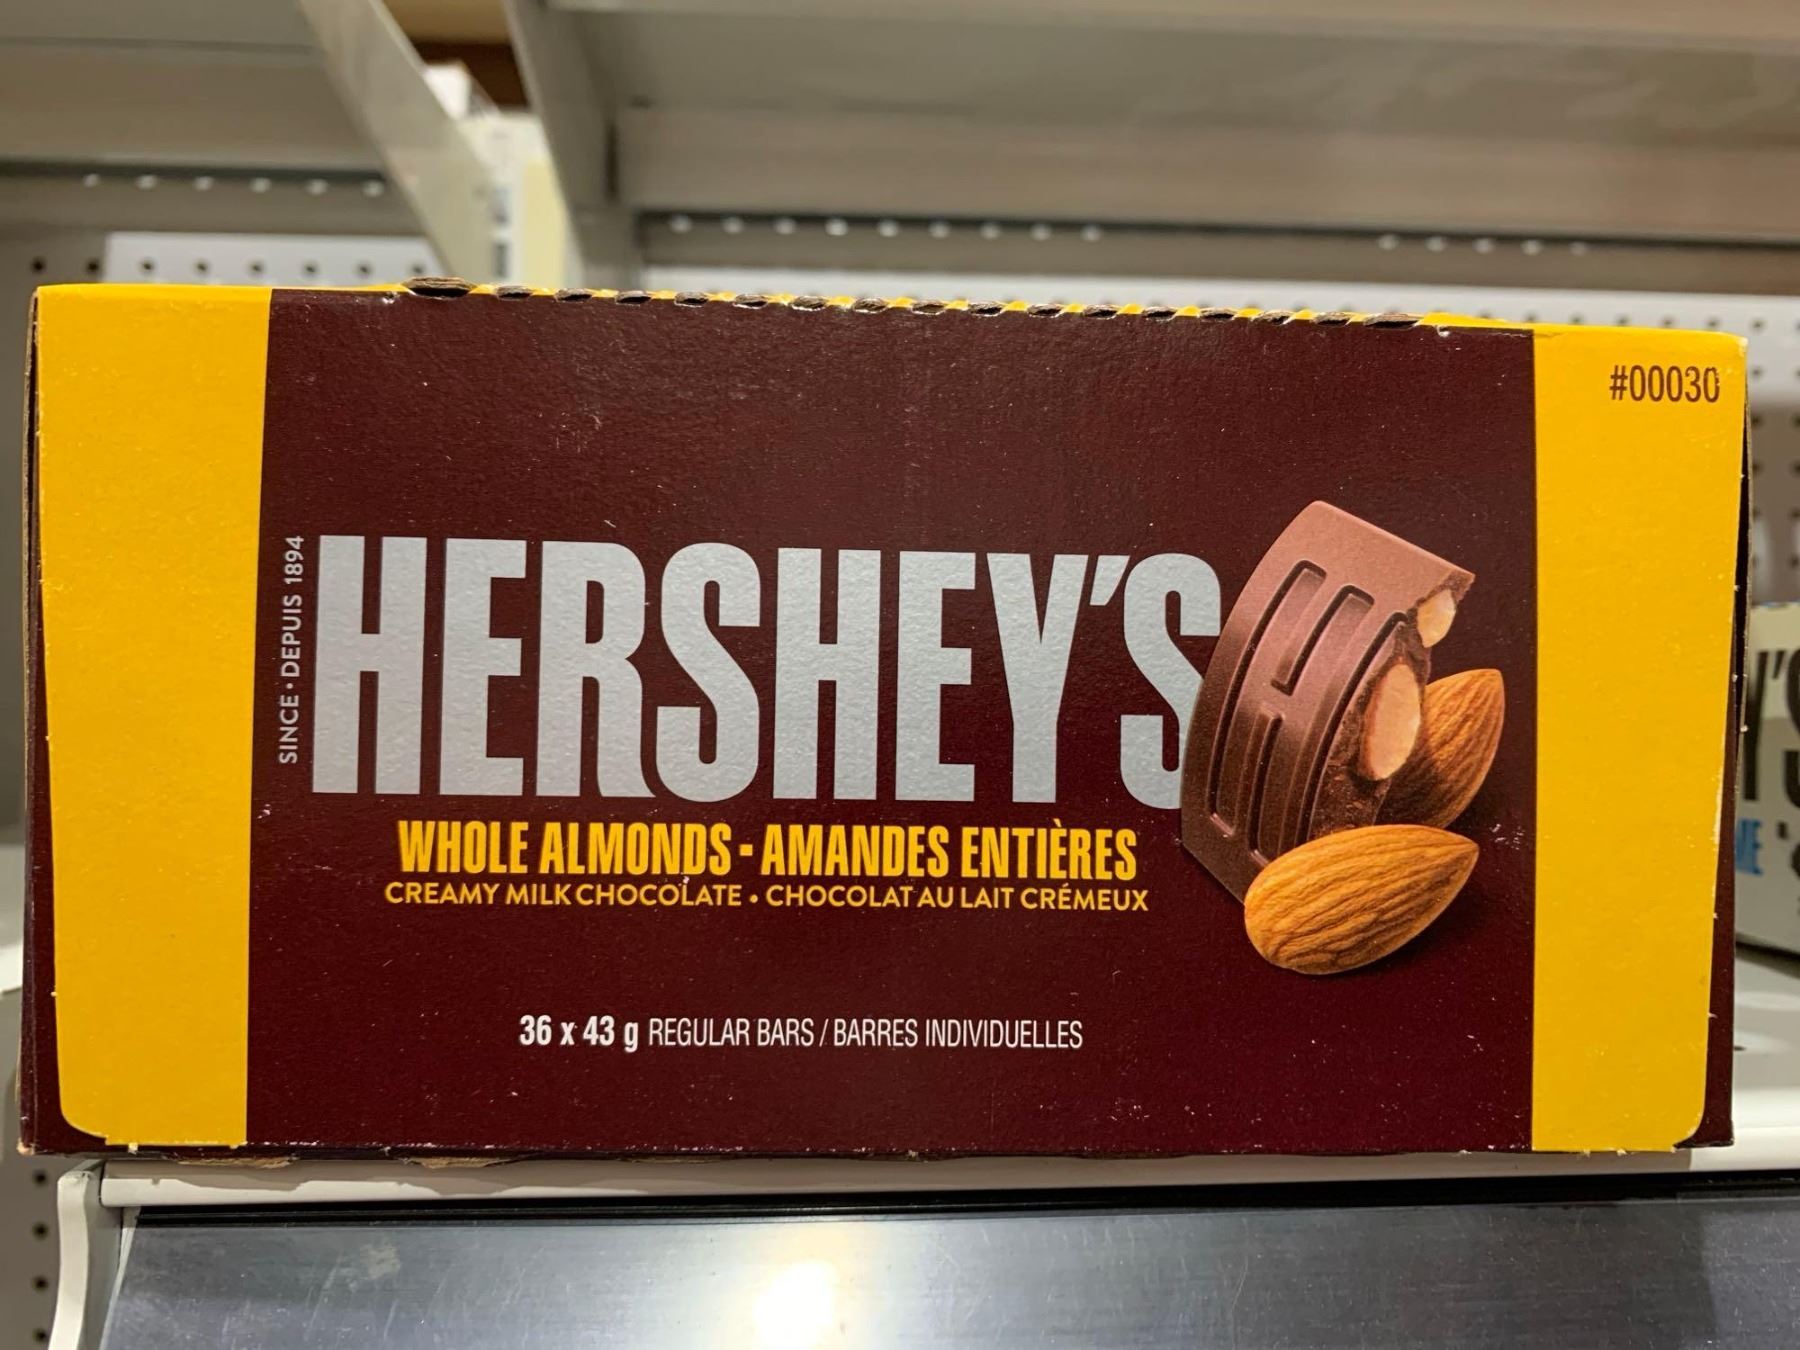 #00030
SINCE • DEPUIS 1894
HERSHEY'S
WHOLE ALMONDS - AMANDES ENTIÈRES
CREAMY MILK CHOCOLATE • CHOCOLAT AU LAIT CRÉMEUX
36 x 43 g REGULAR BARS / BARRES INDIVIDUELLES